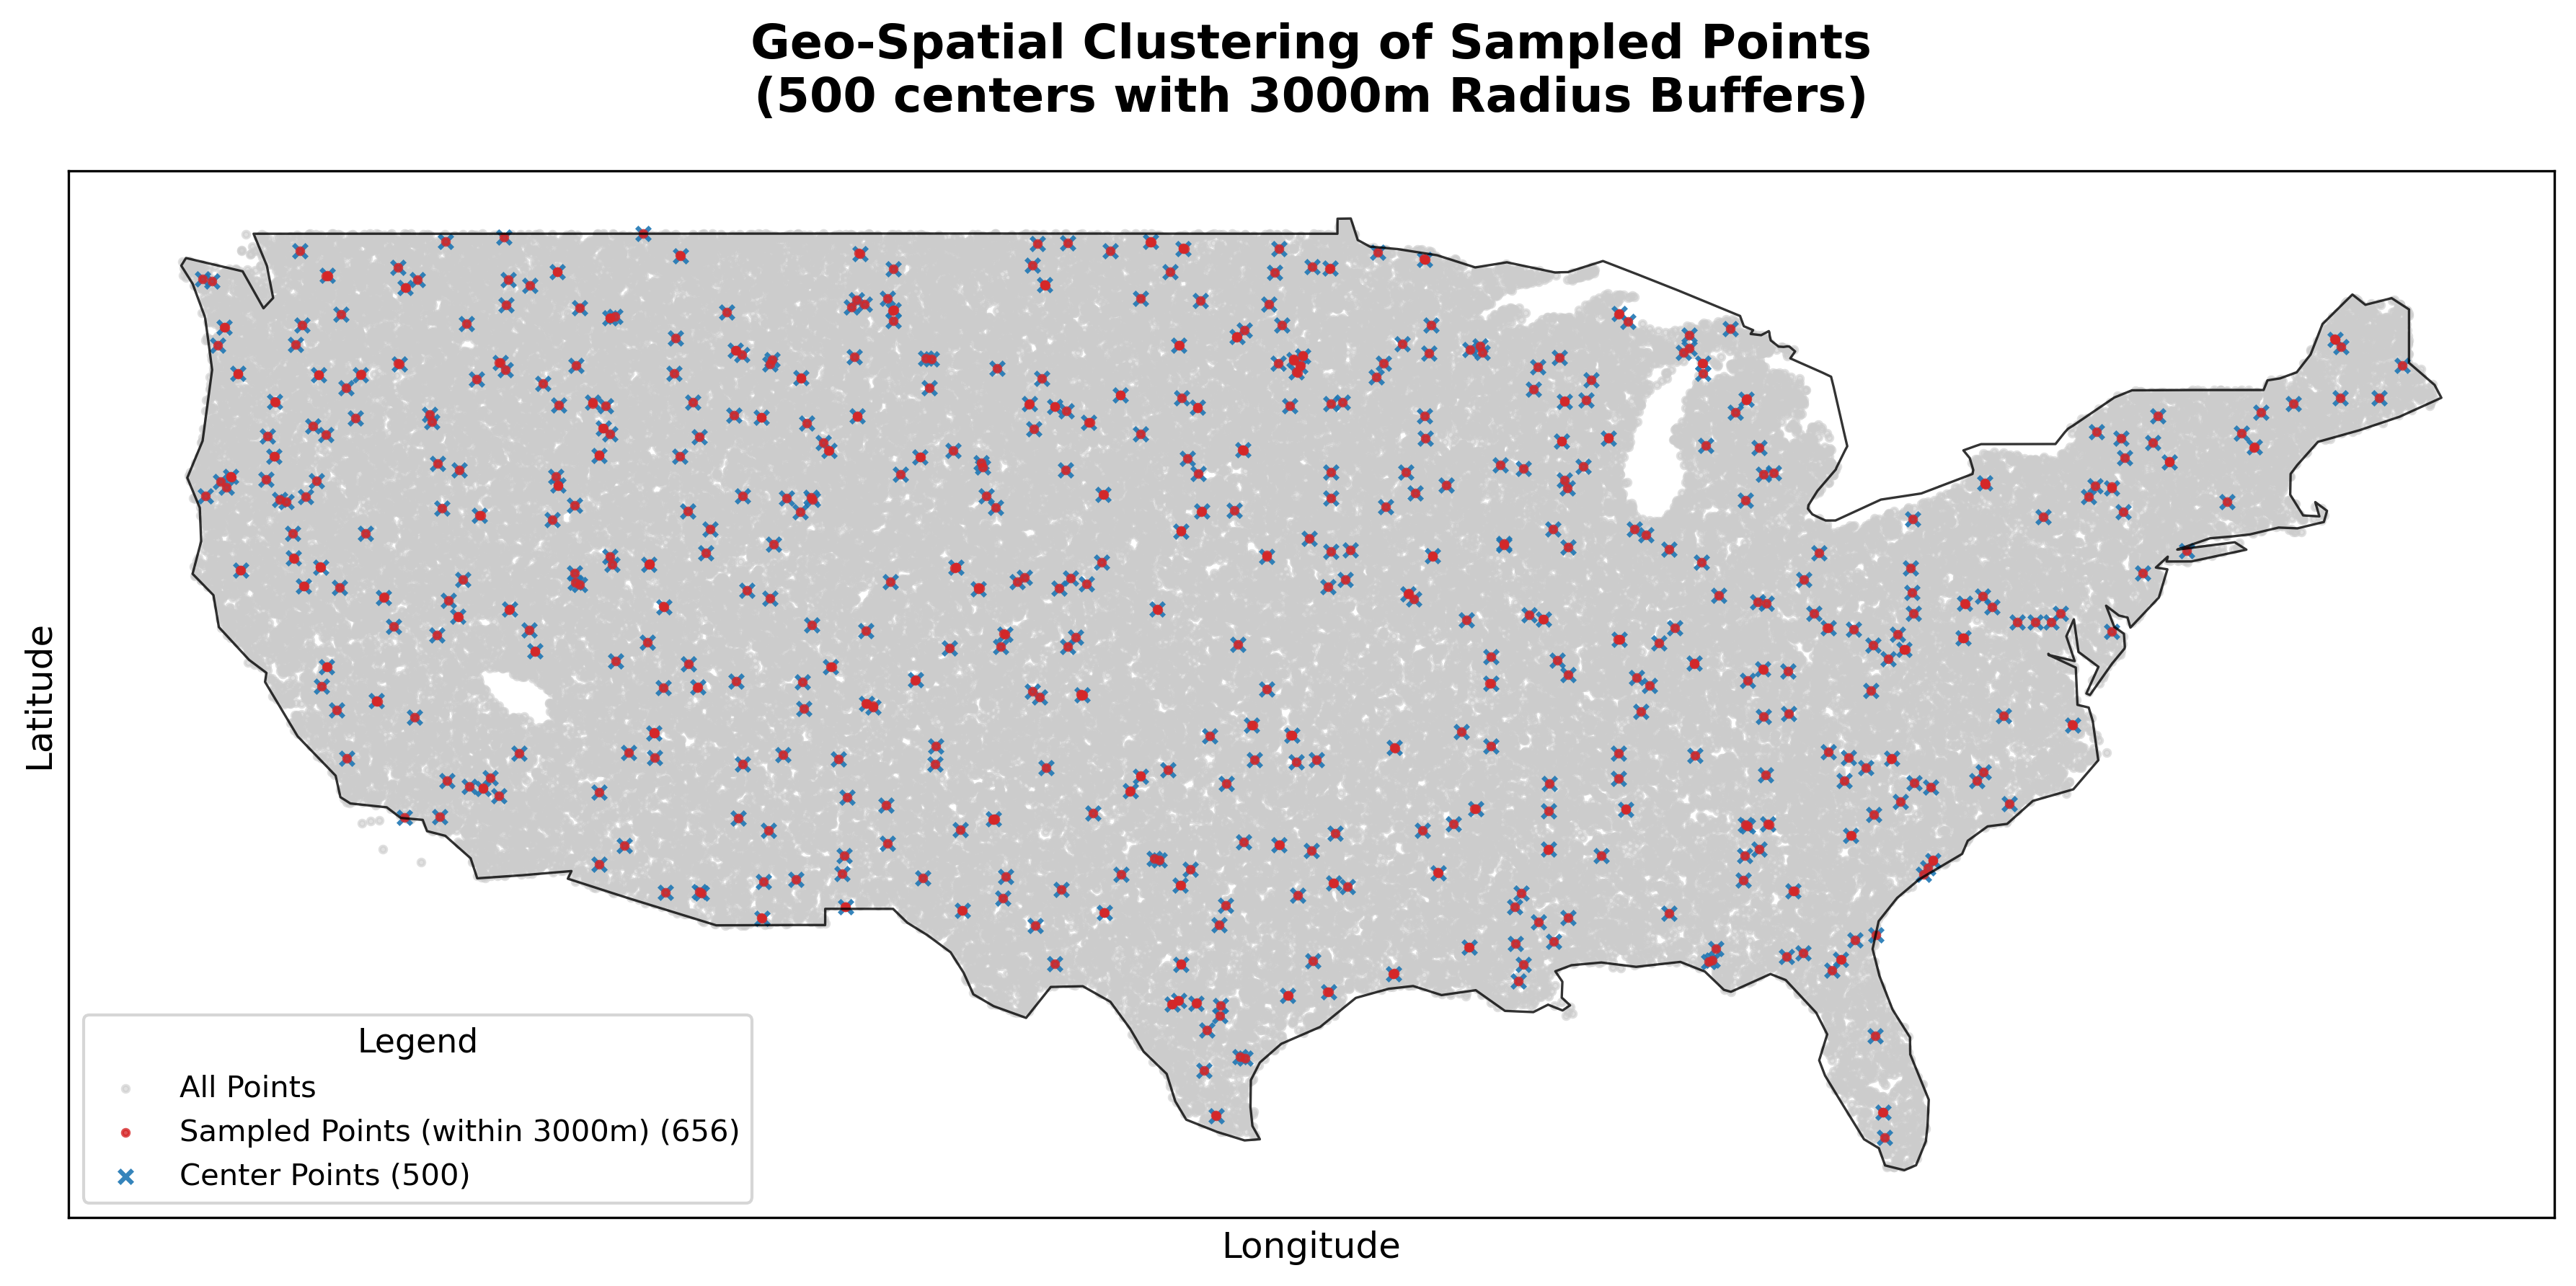 Geo-Spatial Clustering of Sampled Points
(500 centers with 3000m Radius Buffers)
Latitude
Legend
All Points
Sampled Points (within 3000m) (656)
Center Points (500)
Longitude